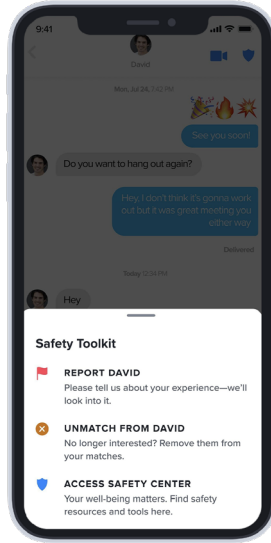 9:41
David
Mon, Jul 24, 7:42 PM
See you soon!
Do you want to hang out again?
Hey, I don't think it's gonna work
out but it was great meeting you
either way
Delivered
Today 12:34 PM
Hey
Safety Toolkit
REPORT DAVID
Please tell us about your experience—we'll
look into it.
UNMATCH FROM DAVID
No longer interested? Remove them from
your matches.
ACCESS SAFETY CENTER
Your well-being matters. Find safety
resources and tools here.